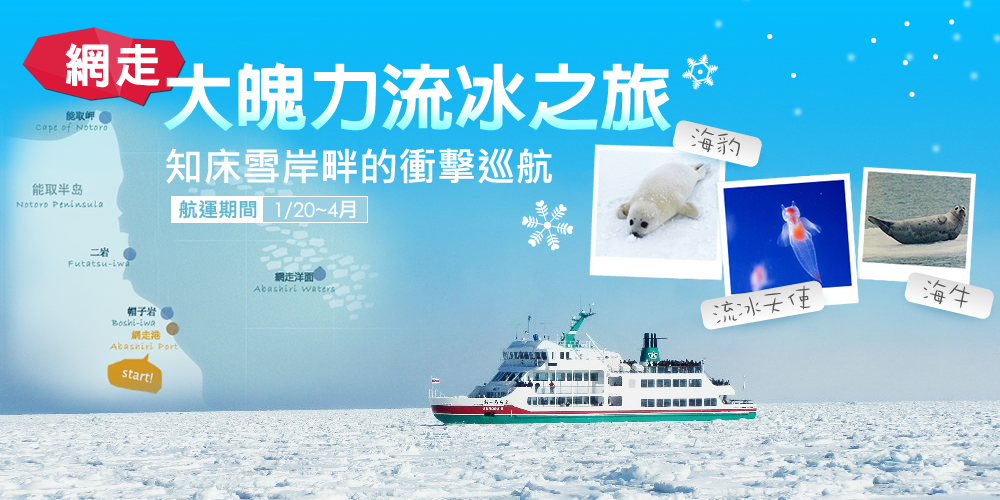 網走
大魄力流冰之旅
知床雪岸畔的衝擊巡航
航運期間 1/20~4月
能取岬
Cape of Notoro
能取半岛
Notoro Peninsula
二岩
Futatsu-iwa
網走洋面
Abashiri Waters
帽子岩
Boshi-iwa
網走港
Abashiri Port
start!
海豹
流冰天使
海牛
AURORA